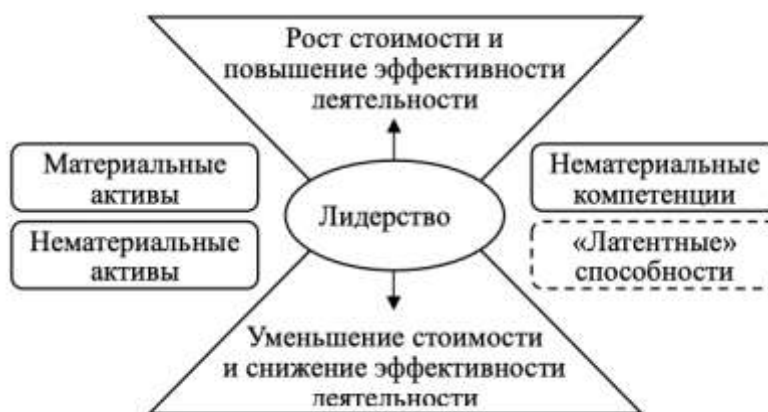 Рост стоимости и
повышение эффективности
деятельности
Материальные
активы
Нематериальные
активы
Лидерство
Нематериальные
компетенции
«Латентные»
способности
Уменьшение стоимости
и снижение эффективности
деятельности